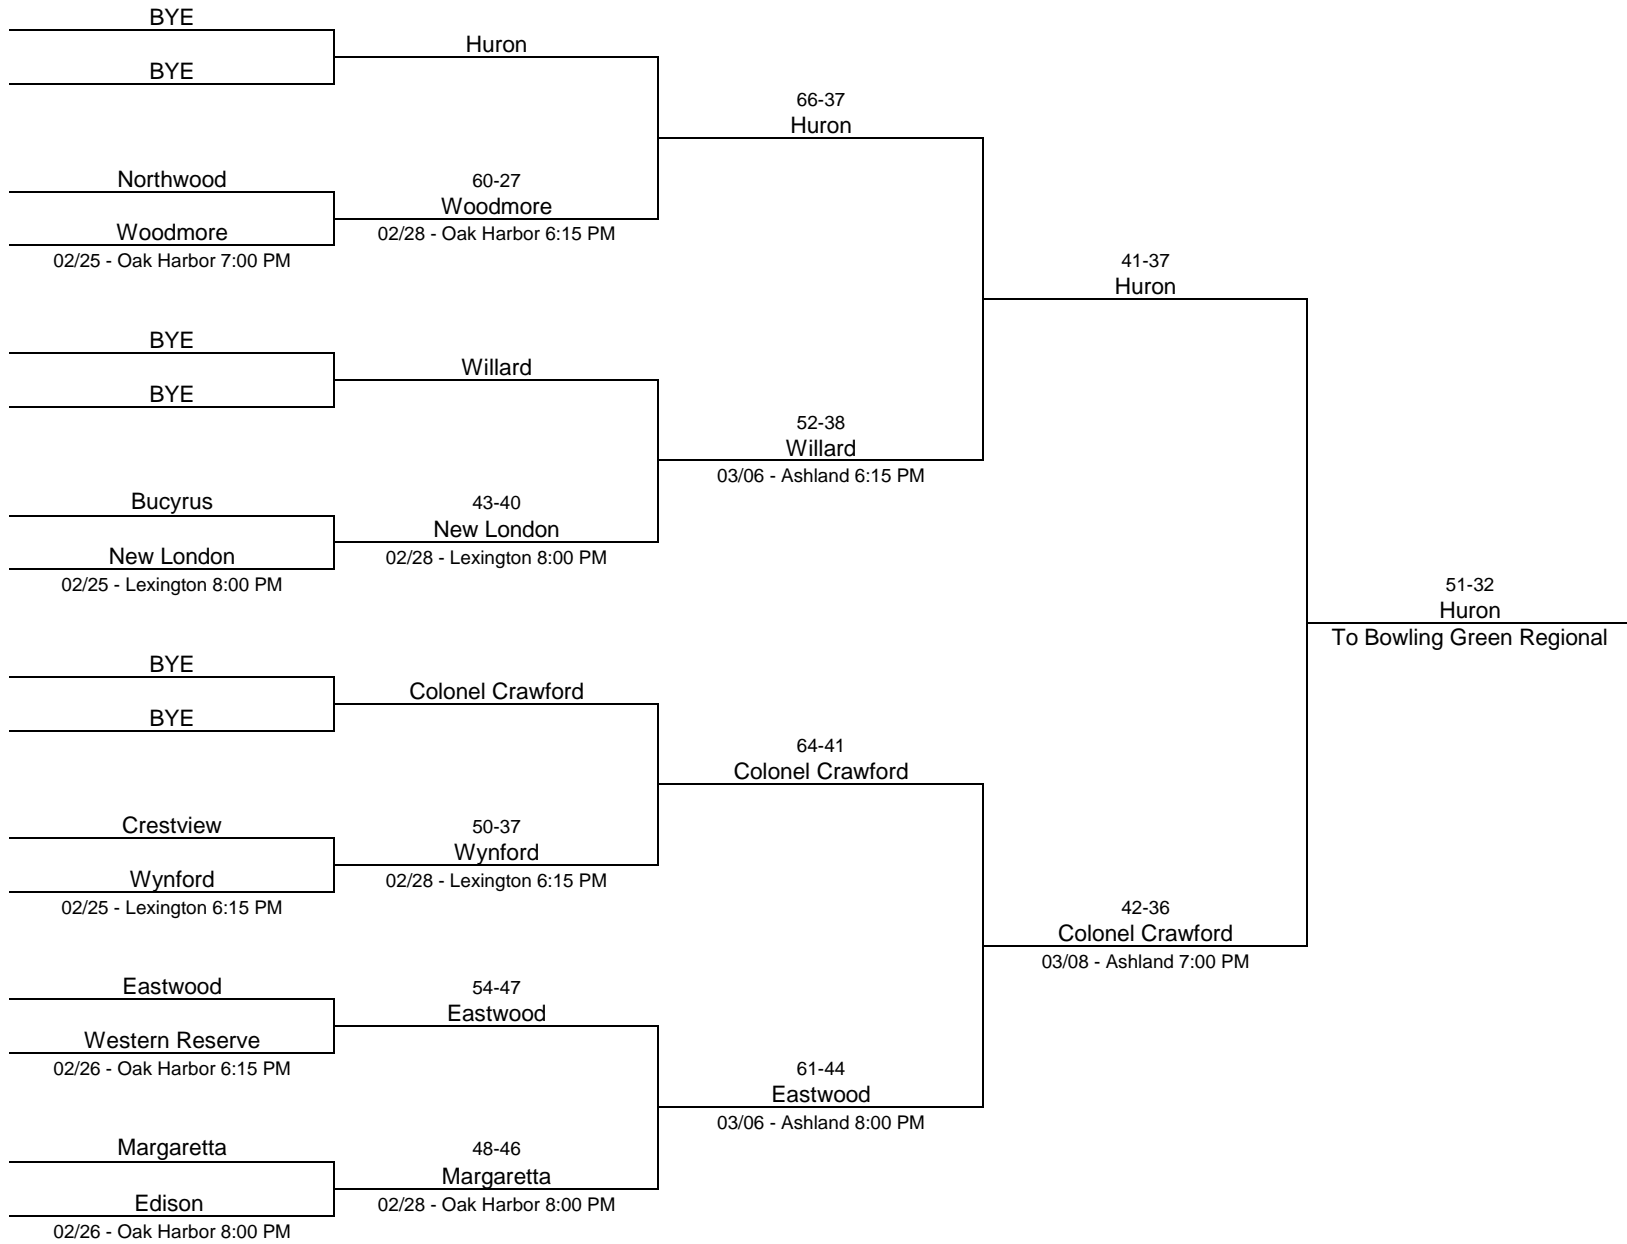 BYE
BYE
Huron
66-37
Huron
Northwood
Woodmore
02/25 - Oak Harbor 7:00 PM
60-27
Woodmore
02/28 - Oak Harbor 6:15 PM
41-37
Huron
BYE
BYE
Willard
52-38
Willard
03/06 - Ashland 6:15 PM
Bucyrus
New London
02/25 - Lexington 8:00 PM
43-40
New London
02/28 - Lexington 8:00 PM
51-32
Huron
To Bowling Green Regional
BYE
BYE
Colonel Crawford
64-41
Colonel Crawford
Crestview
Wynford
02/25 - Lexington 6:15 PM
50-37
Wynford
02/28 - Lexington 6:15 PM
42-36
Colonel Crawford
03/08 - Ashland 7:00 PM
Eastwood
Western Reserve
02/26 - Oak Harbor 6:15 PM
54-47
Eastwood
61-44
Eastwood
03/06 - Ashland 8:00 PM
Margaretta
Edison
02/26 - Oak Harbor 8:00 PM
48-46
Margaretta
02/28 - Oak Harbor 8:00 PM